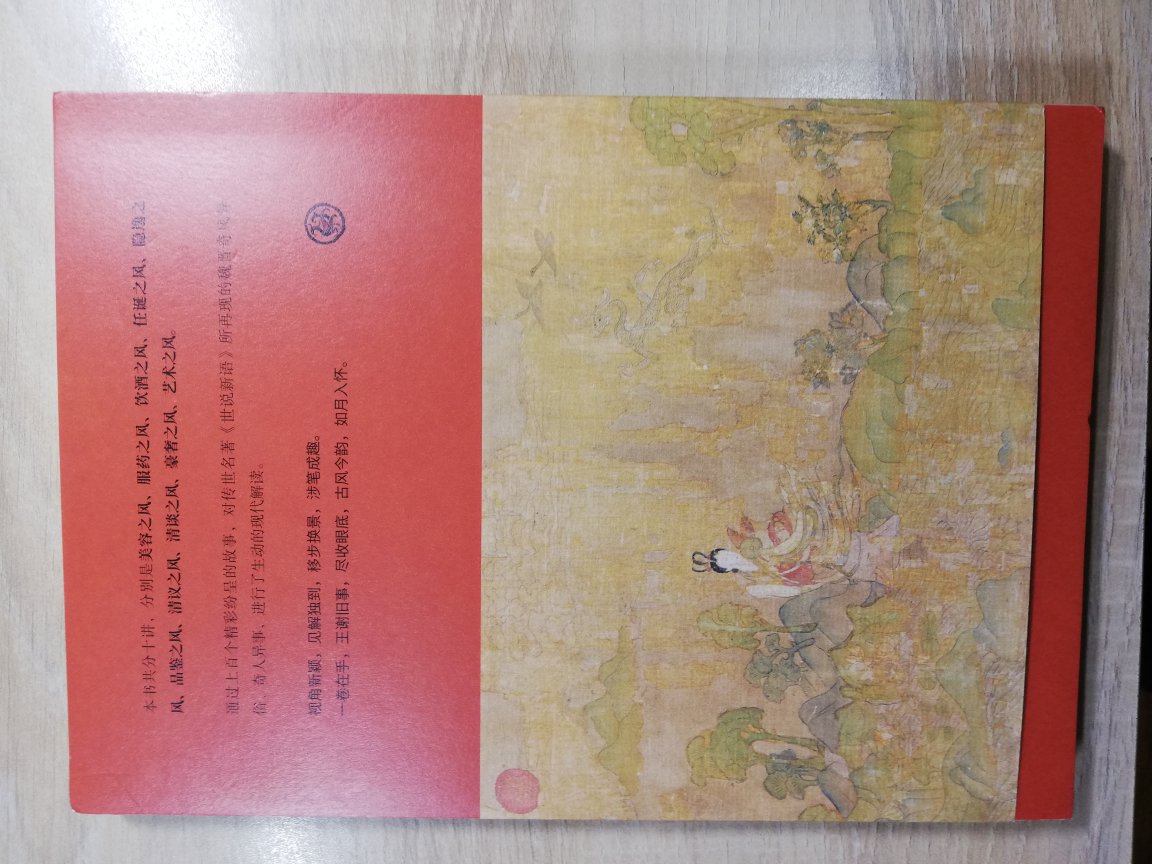 本书共分十讲，分别是美容之风、服药之风、饮酒之风、任诞之风、隐逸之
风、品鉴之风、清议之风、清谈之风、豪奢之风、艺术之风。
通过上百个精彩纷呈的故事，对传世名著《世说新语》所再现的魏晋奇风异
俗、奇人异事，进行了生动的现代解读。
视角新颖，见解独到，移步换景，涉笔成趣。
一卷在手，王谢旧事，尽收眼底，古风今韵，如月入怀。